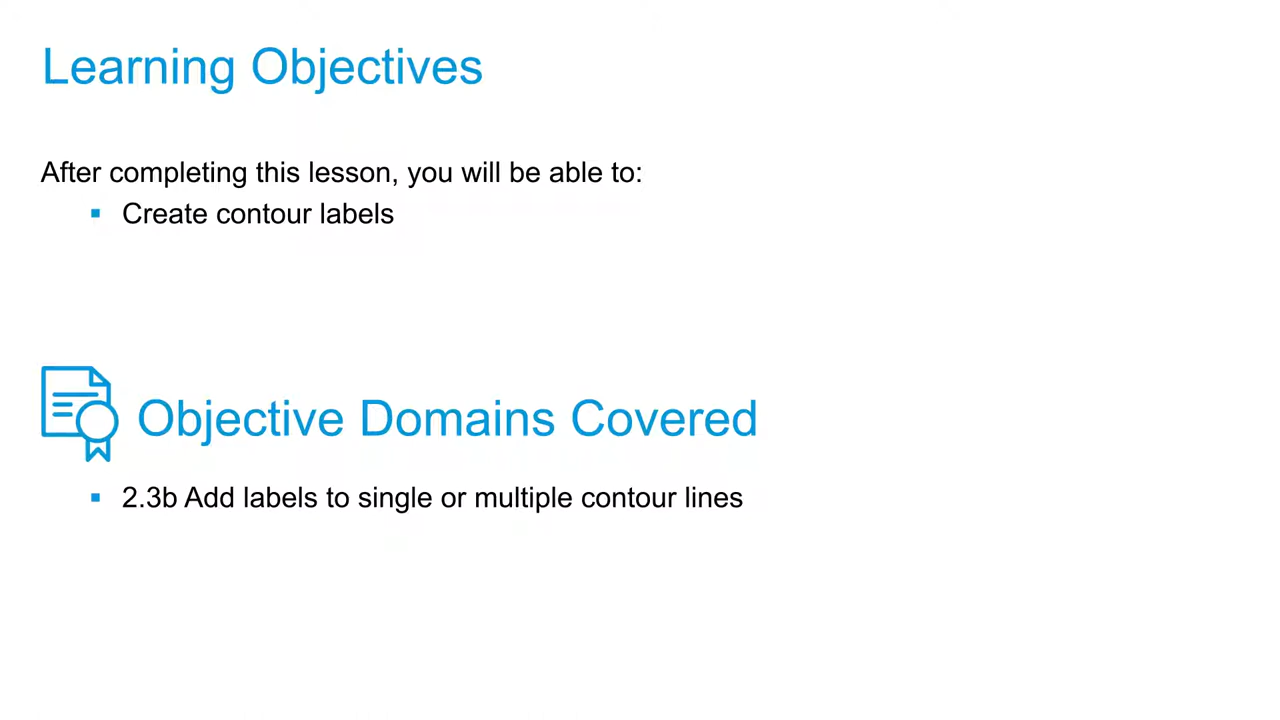 Learning Objectives
After completing this lesson, you will be able to:
▪ Create contour labels
Objective Domains Covered
▪ 2.3b Add labels to single or multiple contour lines